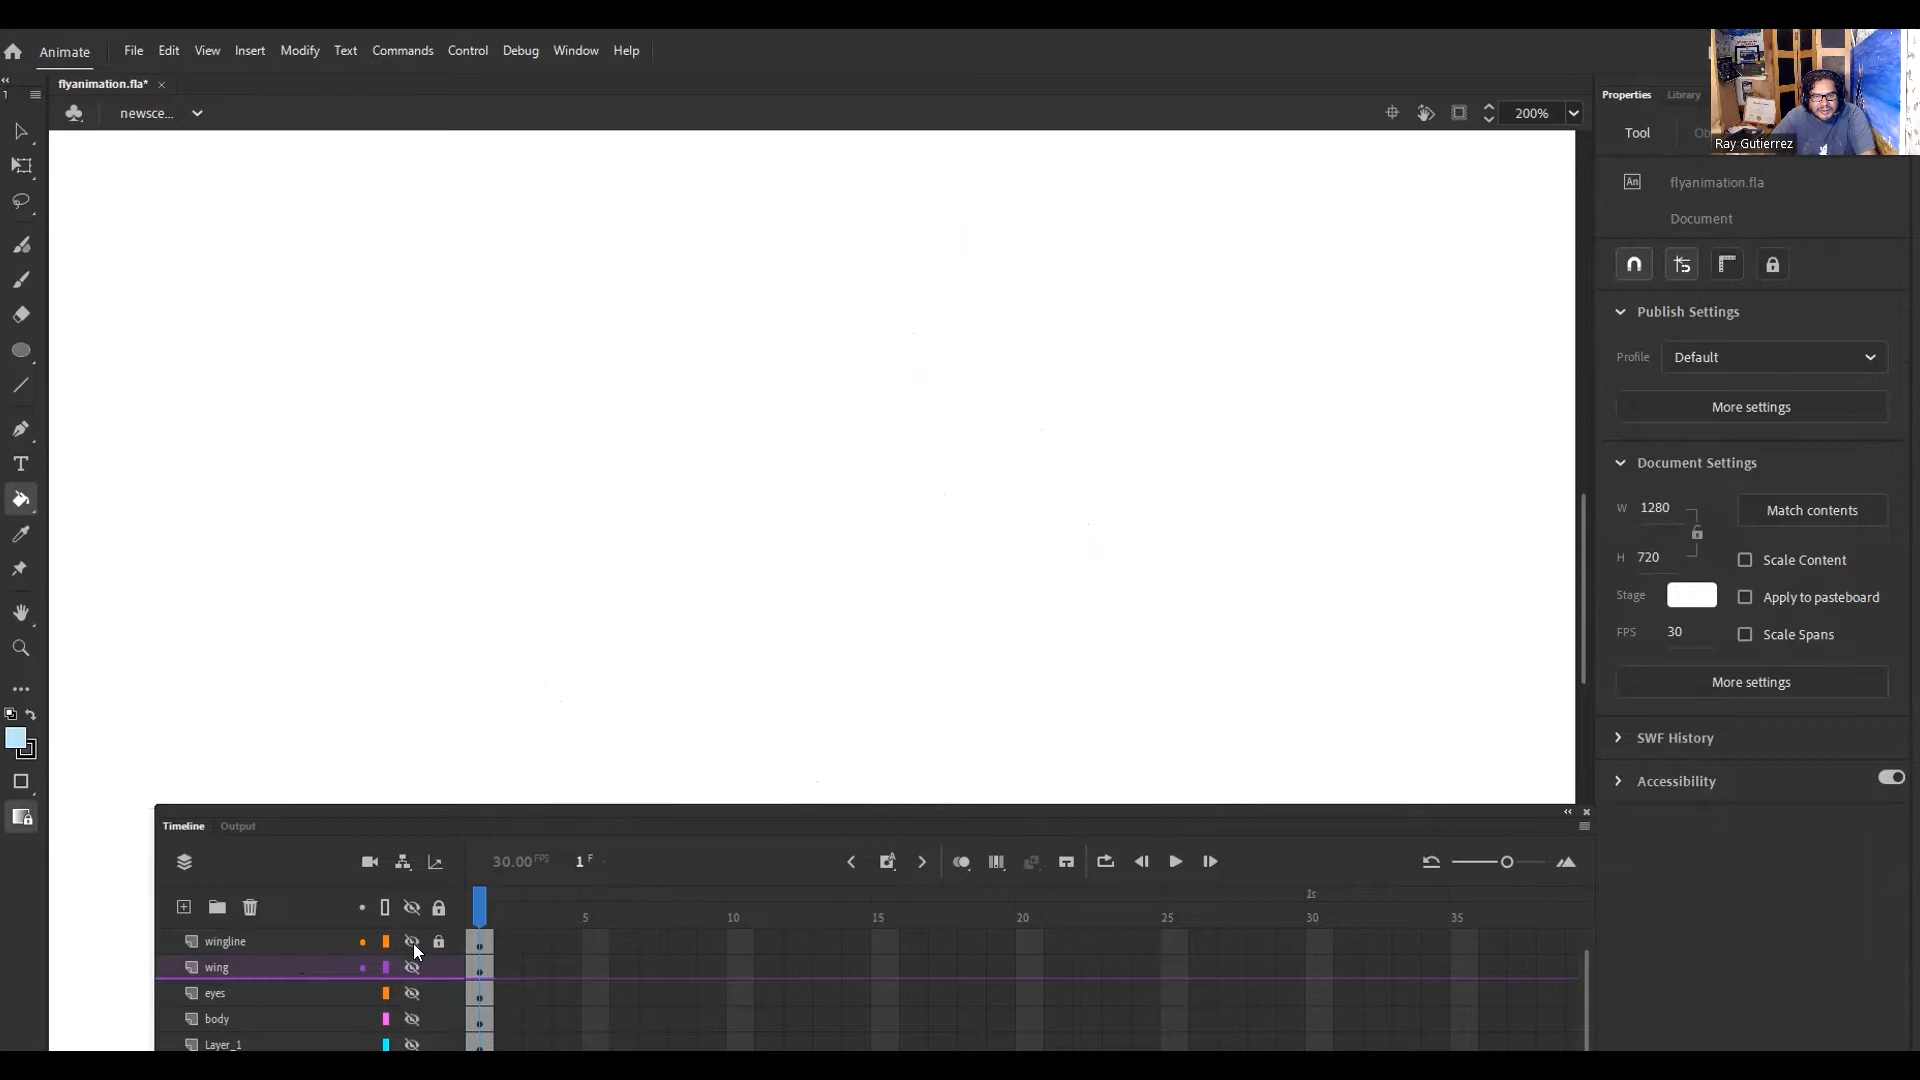 Animate
File
Edit
View
Insert
Modify
Text
Commands
Control
Debug
Window
Help
flyanimation.fla*
newsce...
200%
Properties
Library
Tool
Ray Gutierrez
An
flyanimation.fla
Document
Publish Settings
Profile
Default
More settings
Document Settings
W
1280
Match contents
H
720
Scale Content
Stage
Apply to pasteboard
FPS
30
Scale Spans
More settings
SWF History
Accessibility
Timeline
Output
30.00 FPS
1 F
1s
5
10
15
20
25
30
35
wingline
wing
eyes
body
Layer_1